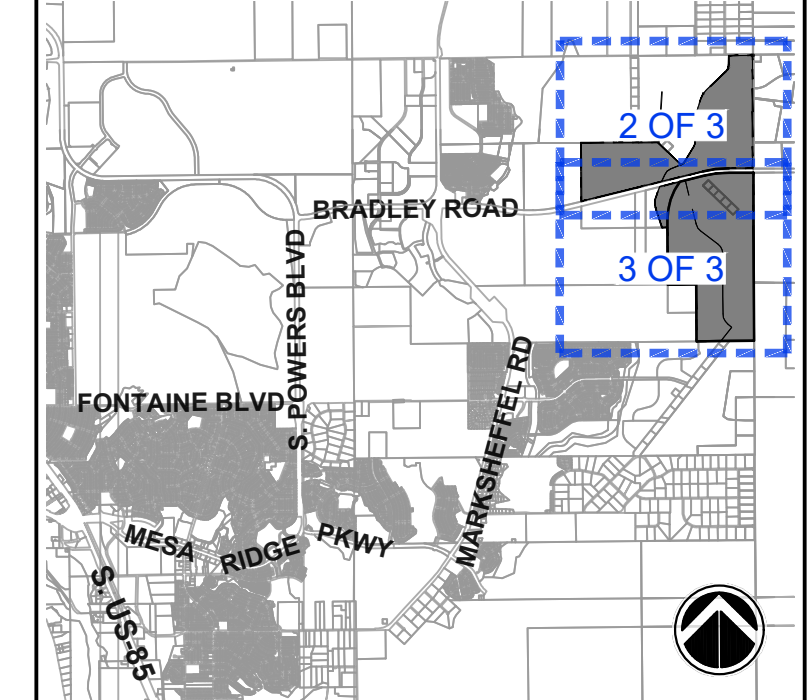 2 OF 3
BRADLEY ROAD
3 OF 3
S. POWERS BLVD
FONTAINE BLVD
MARKSHEFFEL RD
MESA RIDGE PKWY
S. US-85